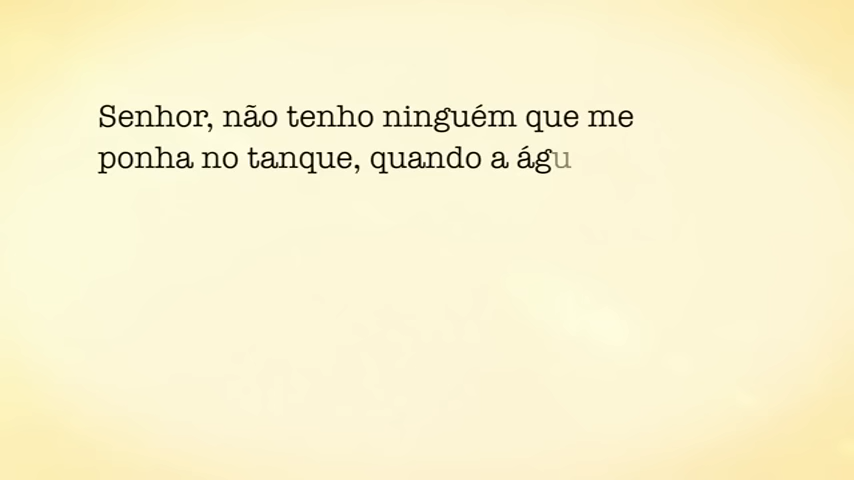 Senhor, não tenho ninguém que me
ponha no tanque, quando a águ